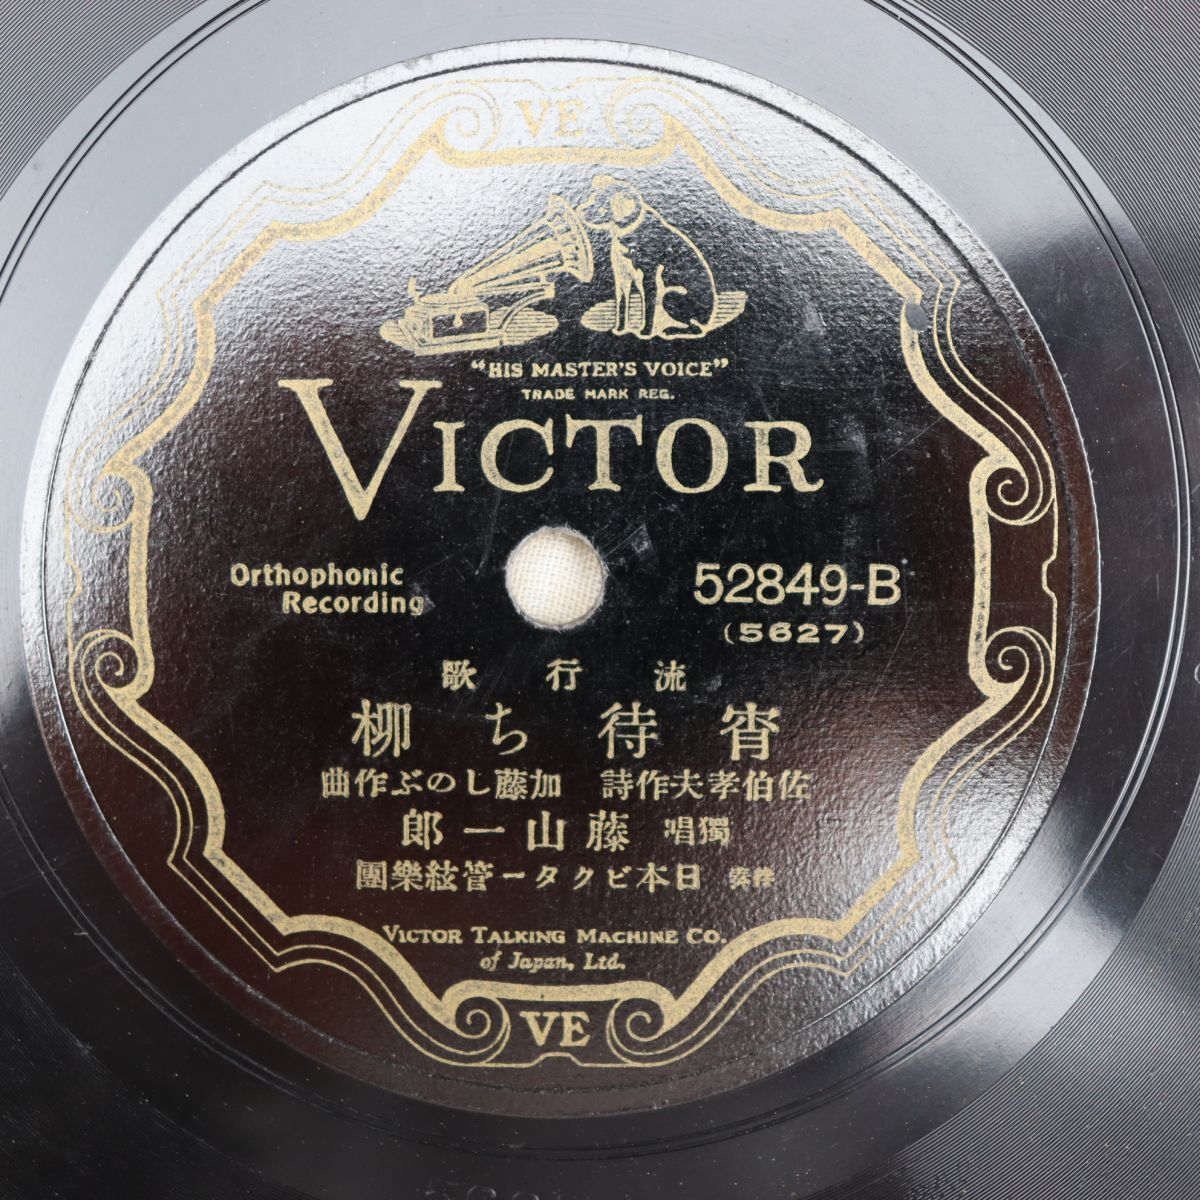 VE
"HIS MASTER'S VOICE"
TRADE MARK REG.
VICTOR
Orthophonic
Recording
52849-B
(5627)
流行歌
宵待ち柳
佐伯孝夫作詩 加藤しのぶ作曲
獨唱 藤山一郎
伴奏 日本ビクター管絃樂團
VICTOR TALKING MACHINE CO.
of Japan, Ltd.
VE